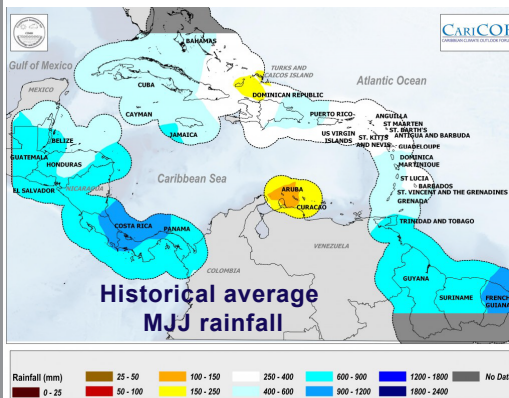 CARICOF
CARIBBEAN CLIMATE OUTLOOK FORUM
BAHAMAS
Gulf of Mexico
TURKS AND
CAICOS ISLAND
Atlantic Ocean
MEXICO
CUBA
DOMINICAN REPUBLIC
CAYMAN
PUERTO RICO
ANGUILLA
ST MAARTEN
ST. BARTH'S
JAMAICA
US VIRGIN
ISLANDS
ST. KITTS
AND NEVIS
ANTIGUA AND BARBUDA
BELIZE
GUADELOUPE
GUATEMALA
HONDURAS
DOMINICA
MARTINIQUE
Caribbean Sea
ST LUCIA
EL SALVADOR
NICARAGUA
ARUBA
BARBADOS
ST. VINCENT AND THE GRENADINES
CURACAO
GRENADA
TRINIDAD AND TOBAGO
COSTA RICA
PANAMA
VENEZUELA
COLOMBIA
GUYANA
SURINAME
FRENCH
GUIANA
Historical average
MJJ rainfall
Rainfall (mm)
25 - 50
100 - 150
250 - 400
600 - 900
1200 - 1800
No Data
0 - 25
50 - 100
150 - 250
400 - 600
900 - 1200
1800 - 2400